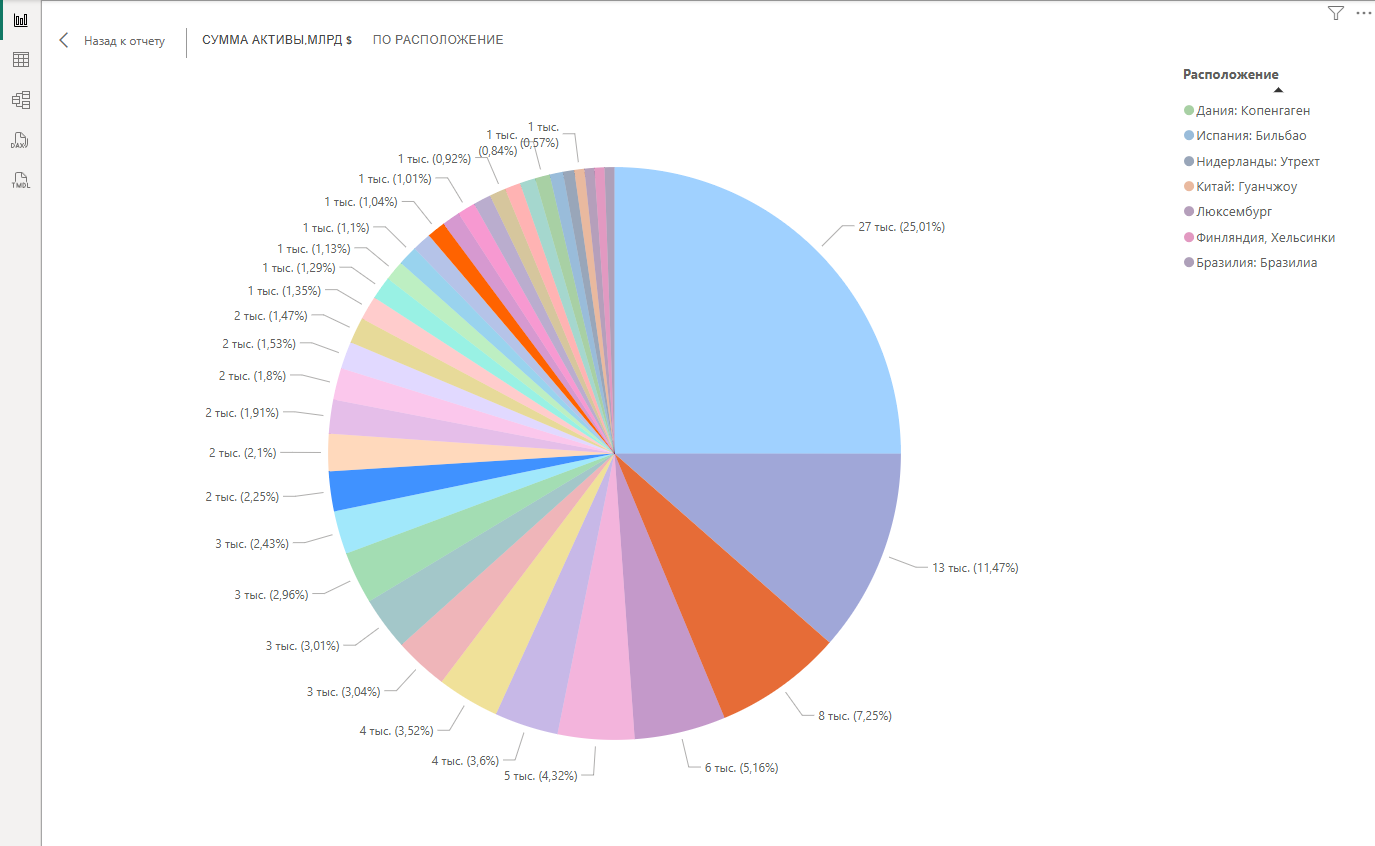 Назад к отчету
СУММА АКТИВЫ,МЛРД $
ПО РАСПОЛОЖЕНИЕ
DAX
TMDL
Расположение
Дания: Копенгаген
Испания: Бильбао
Нидерланды: Утрехт
Китай: Гуанчжоу
Люксембург
Финляндия, Хельсинки
Бразилия: Бразилиа
27 тыс. (25,01%)
13 тыс. (11,47%)
8 тыс. (7,25%)
6 тыс. (5,16%)
5 тыс. (4,32%)
4 тыс. (3,6%)
4 тыс. (3,52%)
3 тыс. (3,04%)
3 тыс. (3,01%)
3 тыс. (2,96%)
3 тыс. (2,43%)
2 тыс. (2,25%)
2 тыс. (2,1%)
2 тыс. (1,91%)
2 тыс. (1,8%)
2 тыс. (1,53%)
2 тыс. (1,47%)
1 тыс. (1,35%)
1 тыс. (1,29%)
1 тыс. (1,13%)
1 тыс. (1,1%)
1 тыс. (1,04%)
1 тыс. (1,01%)
1 тыс. (0,92%)
1 тыс.
(0,84%)
1 тыс.
(0,57%)